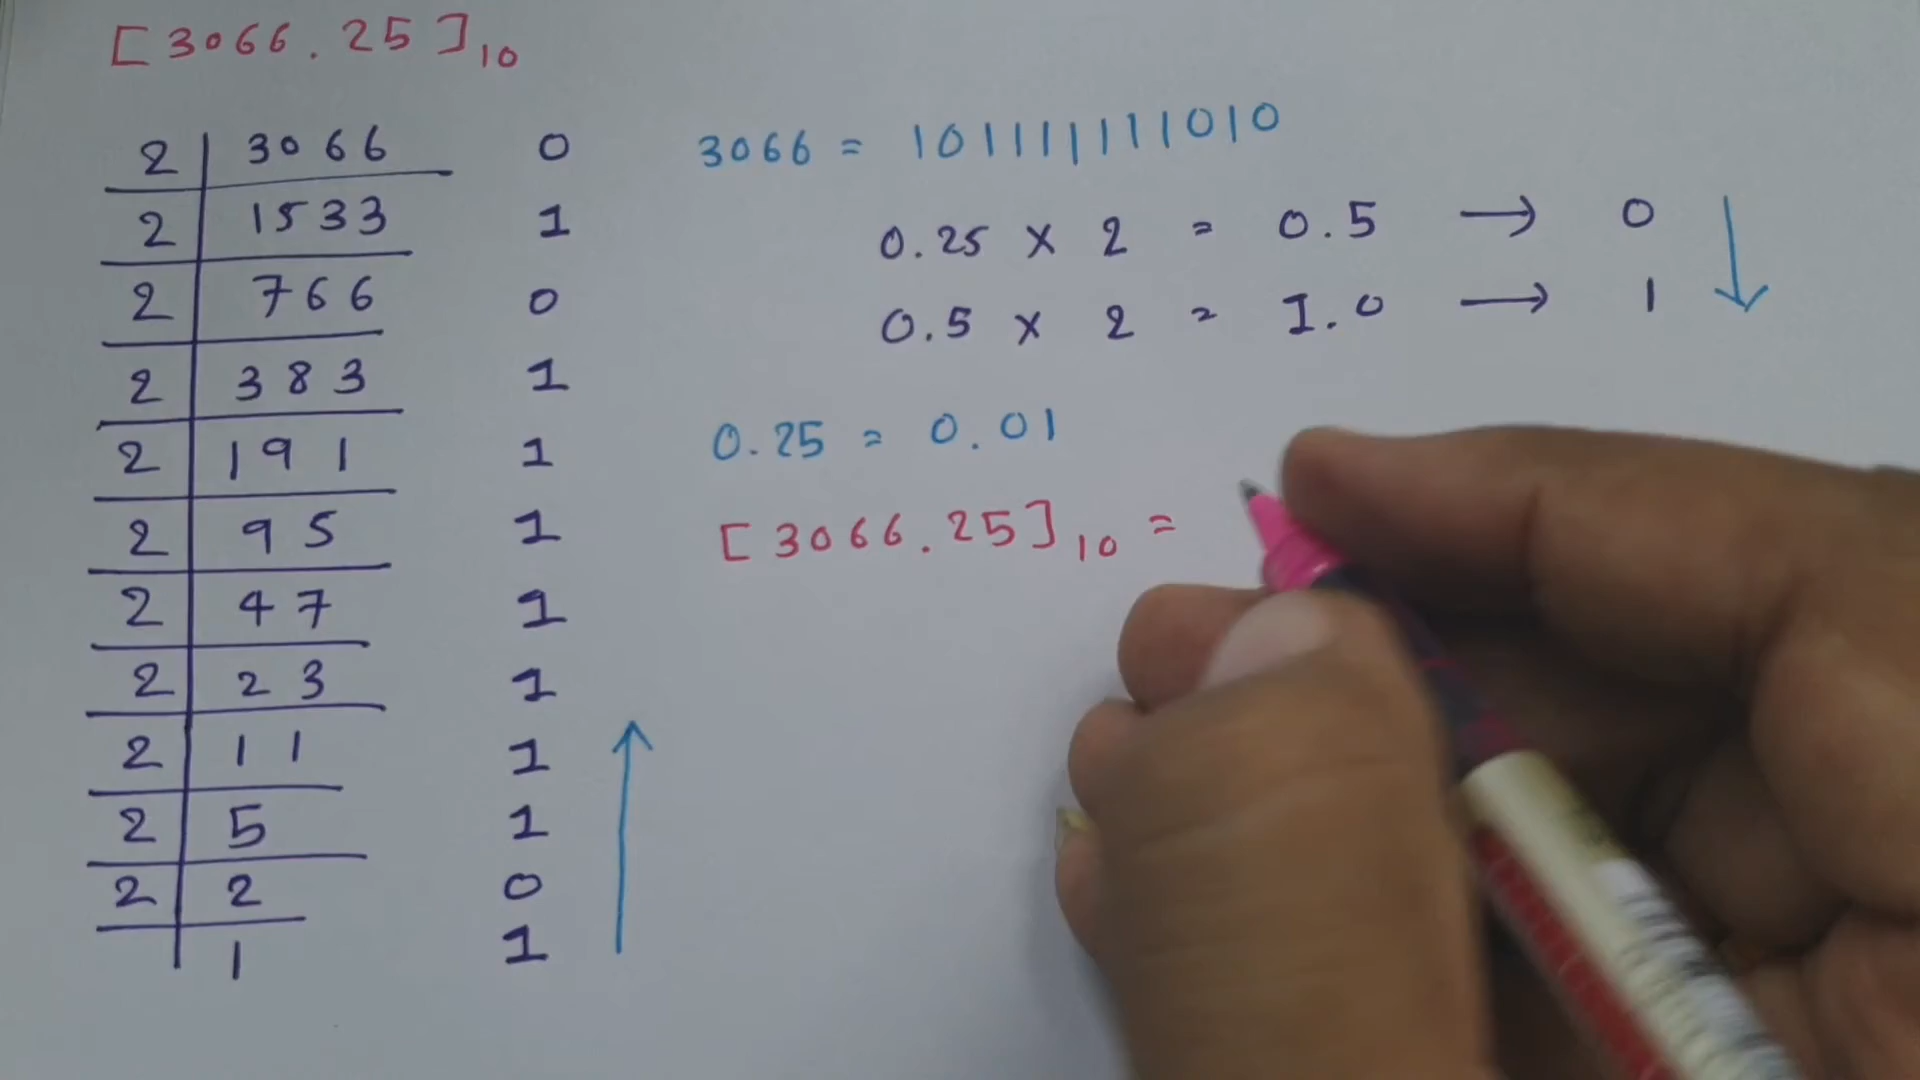 [3066.25]10
2 3066 0
2 1533 1
2 766 0
2 383 1
2 191 1
2 95 1
2 47 1
2 23 1
2 11 1
2 5 1
2 2 0
1 1
3066 = 101111111010
0.25 x 2 = 0.5 → 0
0.5 x 2 = 1.0 → 1
0.25 = 0.01
[3066.25]10 =